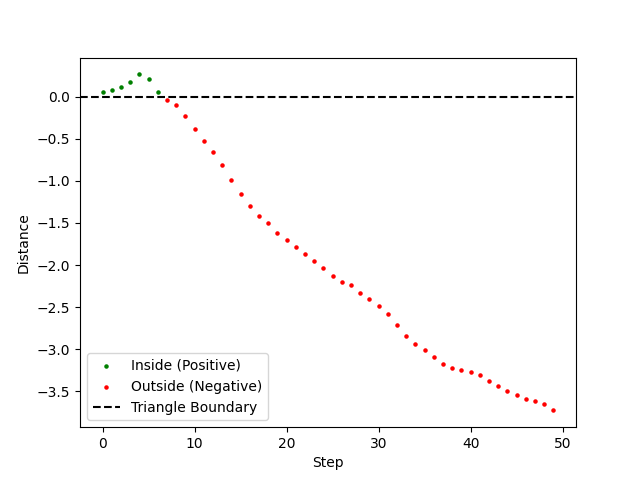 0.0
−0.5
−1.0
−1.5
−2.0
−2.5
−3.0
−3.5
Distance
Inside (Positive)
Outside (Negative)
Triangle Boundary
0 10 20 30 40 50
Step